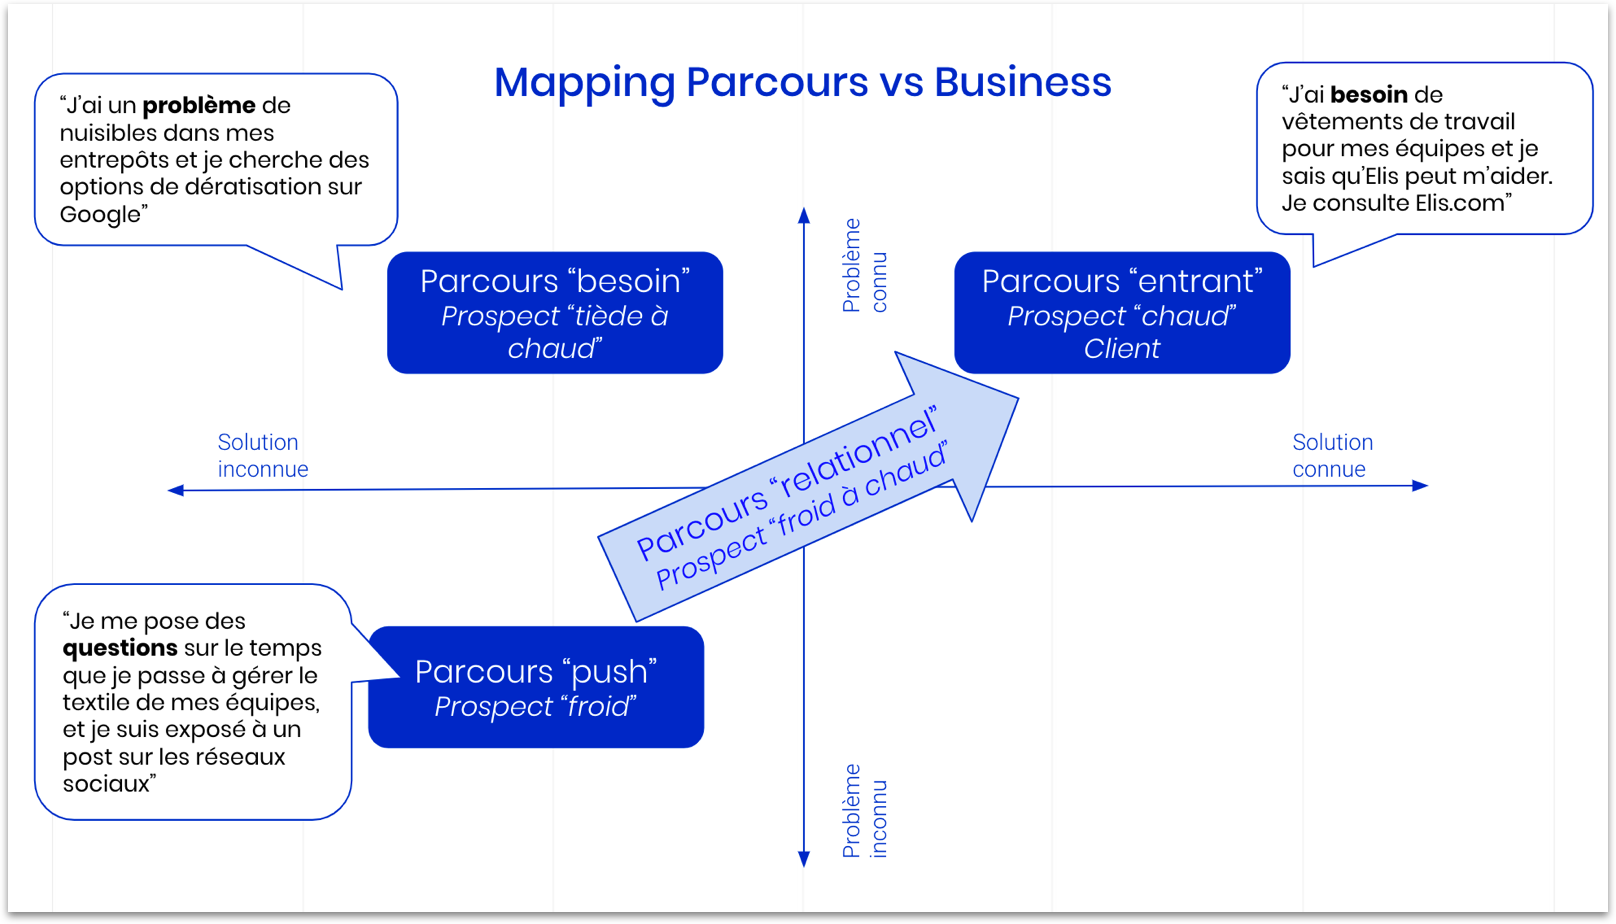 Mapping Parcours vs Business
“J’ai un problème de
nuisibles dans mes
entrepôts et je cherche des
options de dératisation sur
Google”
“J’ai besoin de
vêtements de travail
pour mes équipes et je
sais qu’Elis peut m’aider.
Je consulte Elis.com”
Problème
connu
Parcours “besoin”
Prospect “tiède à
chaud”
Parcours “entrant”
Prospect “chaud”
Client
Solution
inconnue
Parcours “relationnel”
Prospect “froid à chaud”
Solution
connue
“Je me pose des
questions sur le temps
que je passe à gérer le
textile de mes équipes,
et je suis exposé à un
post sur les réseaux
sociaux”
Parcours “push”
Prospect “froid”
Problème
inconnu